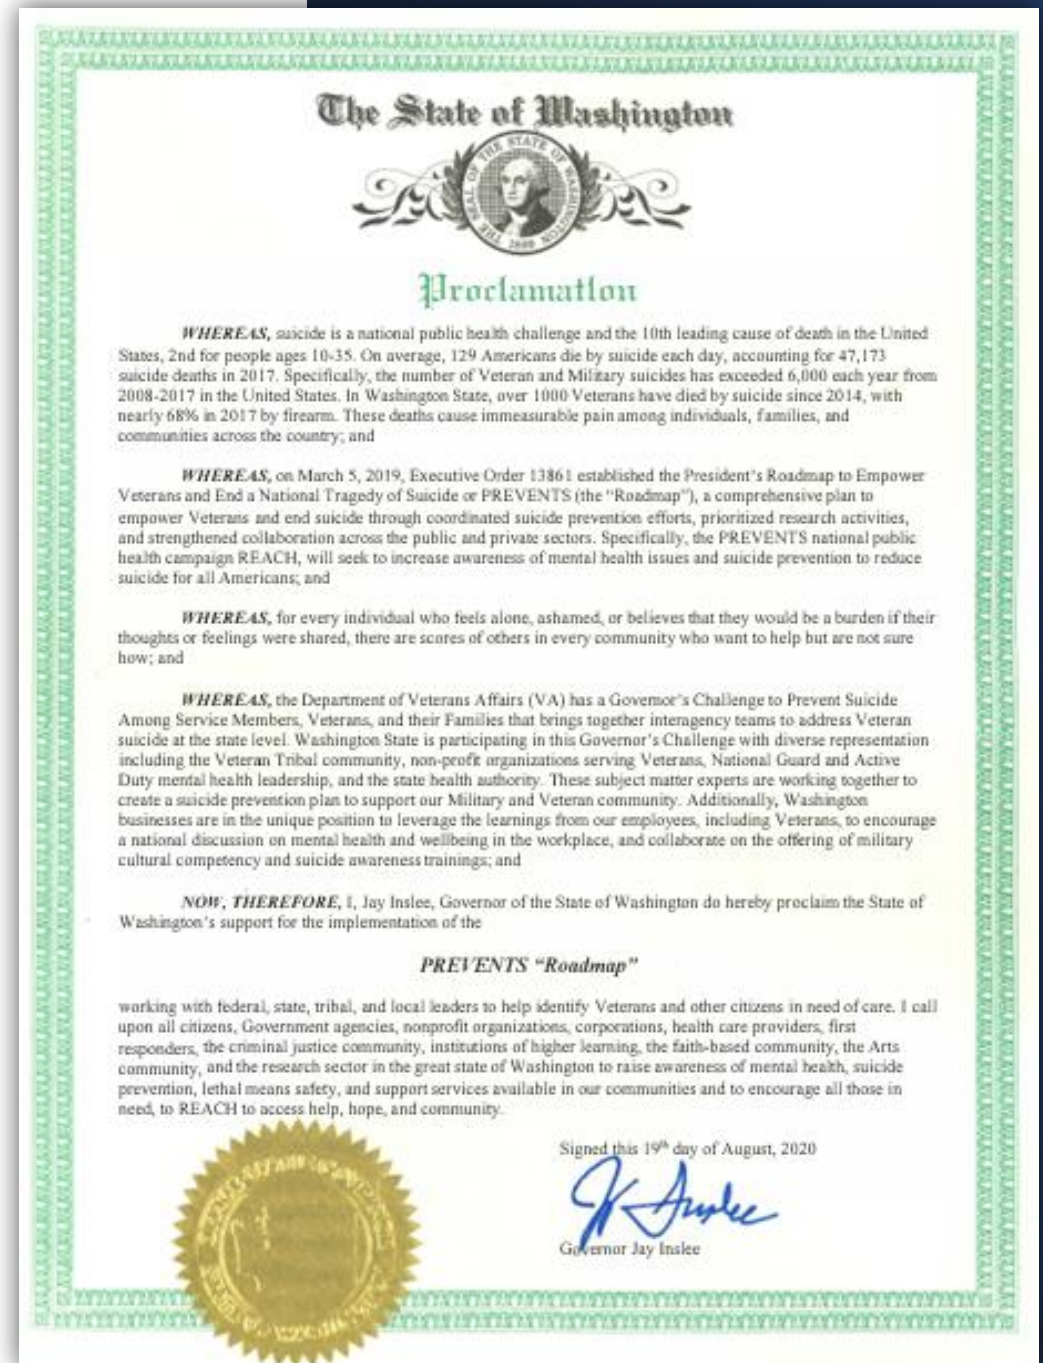 The State of Washington
THE SEAL OF THE STATE OF WASHINGTON
1889
Proclamation
WHEREAS, suicide is a national public health challenge and the 10th leading cause of death in the United
States, 2nd for people ages 10-35. On average, 129 Americans die by suicide each day, accounting for 47,173
suicide deaths in 2017. Specifically, the number of Veteran and Military suicides has exceeded 6,000 each year from
2008-2017 in the United States. In Washington State, over 1000 Veterans have died by suicide since 2014, with
nearly 68% in 2017 by firearm. These deaths cause immeasurable pain among individuals, families, and
communities across the country; and
WHEREAS, on March 5, 2019, Executive Order 13861 established the President's Roadmap to Empower
Veterans and End a National Tragedy of Suicide or PREVENTS (the “Roadmap”), a comprehensive plan to
empower Veterans and end suicide through coordinated suicide prevention efforts, prioritized research activities,
and strengthened collaboration across the public and private sectors. Specifically, the PREVENTS national public
health campaign REACH, will seek to increase awareness of mental health issues and suicide prevention to reduce
suicide for all Americans; and
WHEREAS, for every individual who feels alone, ashamed, or believes that they would be a burden if their
thoughts or feelings were shared, there are scores of others in every community who want to help but are not sure
how; and
WHEREAS, the Department of Veterans Affairs (VA) has a Governor's Challenge to Prevent Suicide
Among Service Members, Veterans, and their Families that brings together interagency teams to address Veteran
suicide at the state level. Washington State is participating in this Governor's Challenge with diverse representation
including the Veteran Tribal community, non-profit organizations serving Veterans, National Guard and Active
Duty mental health leadership, and the state health authority. These subject matter experts are working together to
create a suicide prevention plan to support our Military and Veteran community. Additionally, Washington
businesses are in the unique position to leverage the learnings from our employees, including Veterans, to encourage
a national discussion on mental health and wellbeing in the workplace, and collaborate on the offering of military
cultural competency and suicide awareness trainings; and
NOW, THEREFORE, I, Jay Inslee, Governor of the State of Washington do hereby proclaim the State of
Washington's support for the implementation of the
PREVENTS “Roadmap”
working with federal, state, tribal, and local leaders to help identify Veterans and other citizens in need of care. I call
upon all citizens, Government agencies, nonprofit organizations, corporations, health care providers, first
responders, the criminal justice community, institutions of higher learning, the faith-based community, the Arts
community, and the research sector in the great state of Washington to raise awareness of mental health, suicide
prevention, lethal means safety, and support services available in our communities and to encourage all those in
need, to REACH to access help, hope, and community.
Signed this 19th day of August, 2020
Jay Inslee
Governor Jay Inslee